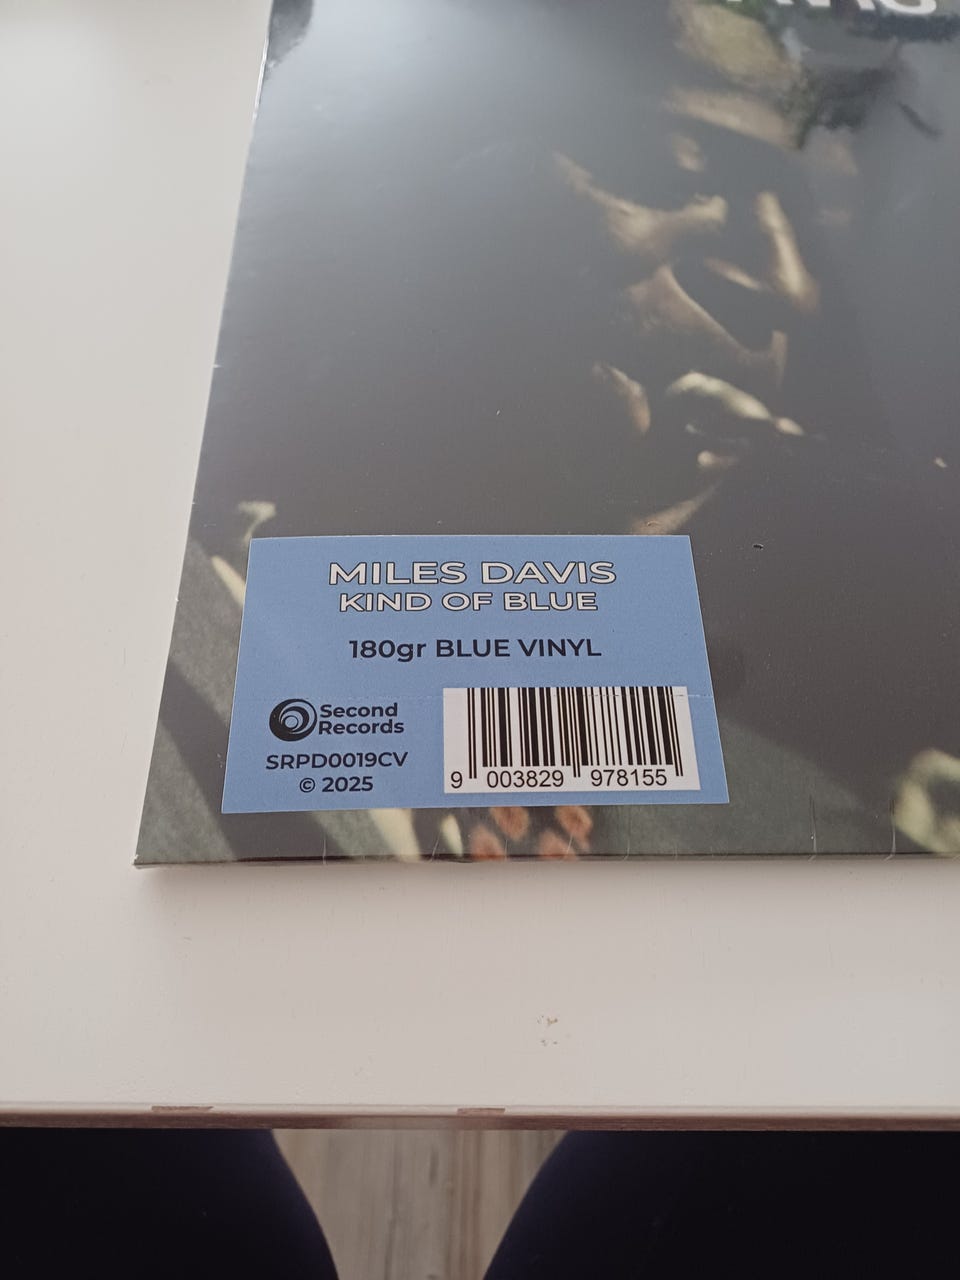 MILES DAVIS
KIND OF BLUE
180gr BLUE VINYL
Second
Records
SRPD0019CV
© 2025
9 003829 978155